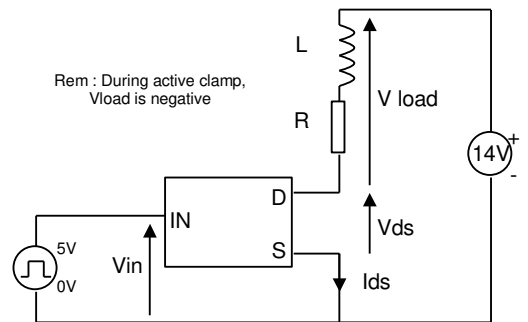 L
Rem : During active clamp,
Vload is negative
V load
R
14V
+
-
D
IN
Vds
S
5V
0V
Vin
Ids